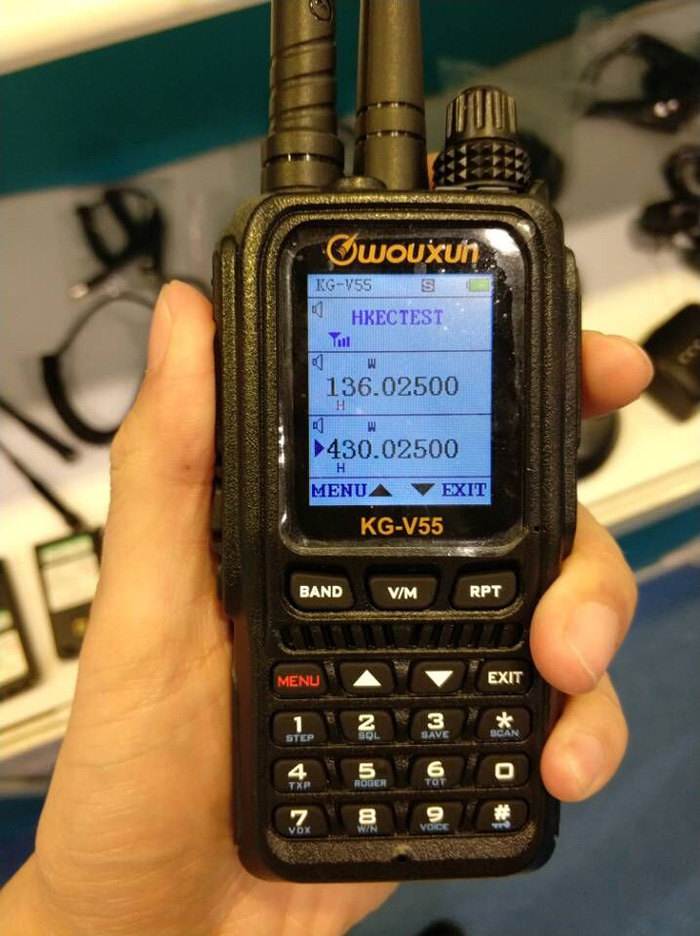 wouxun
KG-V55 S
HKECTEST
W
136.02500
H
W
430.02500
H
MENU EXIT
KG-V55
BAND V/M RPT
MENU EXIT
1 2 3 *
STEP SQL SAVE SCAN
4 5 6 0
TXP ROGER TOT
7 8 9 #
VOX W/N VOICE